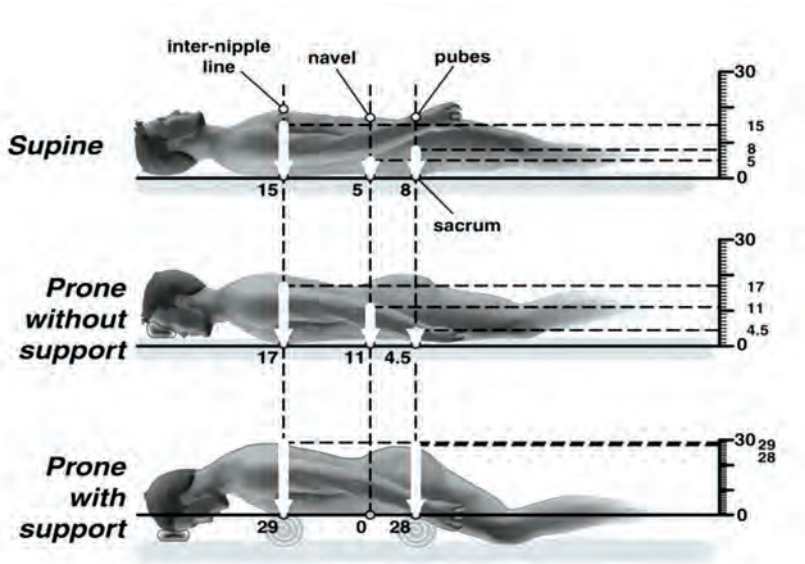 inter-nipple
line
navel
pubes
30
Supine
15
8
5
0
15
5
8
sacrum
30
Prone
without
support
17
11
4.5
0
17
11
4.5
30
29
28
Prone
with
support
0
29
0
28